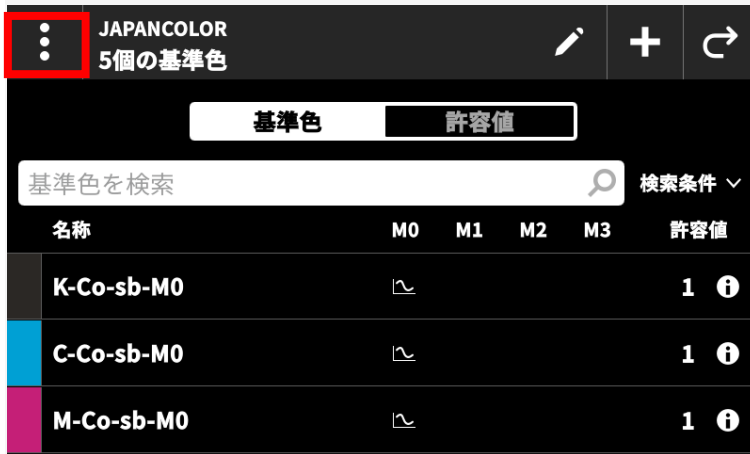 JAPANCOLOR
5個の基準色
基準色 許容値
基準色を検索 検索条件
名称 M0 M1 M2 M3 許容値
K-Co-sb-M0 1
C-Co-sb-M0 1
M-Co-sb-M0 1